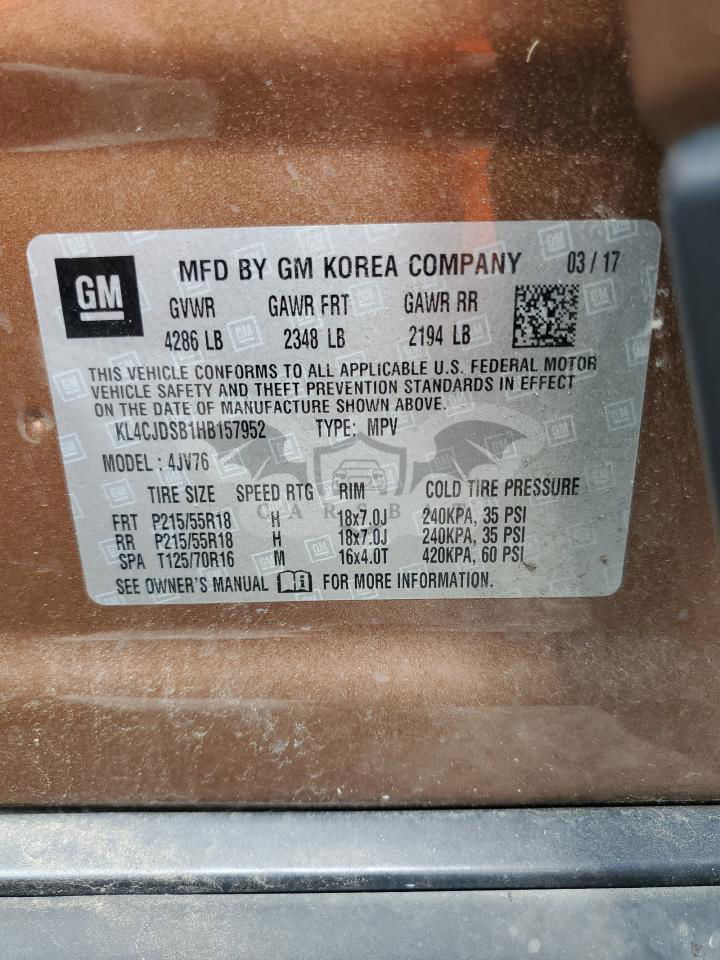 GM MFD BY GM KOREA COMPANY 03 / 17
GVWR GAWR FRT GAWR RR
4286 LB 2348 LB 2194 LB
THIS VEHICLE CONFORMS TO ALL APPLICABLE U.S. FEDERAL MOTOR
VEHICLE SAFETY AND THEFT PREVENTION STANDARDS IN EFFECT
ON THE DATE OF MANUFACTURE SHOWN ABOVE.
KL4CJDSB1HB157952 TYPE: MPV
MODEL : 4JV76
TIRE SIZE SPEED RTG RIM COLD TIRE PRESSURE
FRT P215/55R18 H 18x7.0J 240KPA, 35 PSI
RR P215/55R18 H 18x7.0J 240KPA, 35 PSI
SPA T125/70R16 M 16x4.0T 420KPA, 60 PSI
SEE OWNER'S MANUAL FOR MORE INFORMATION.